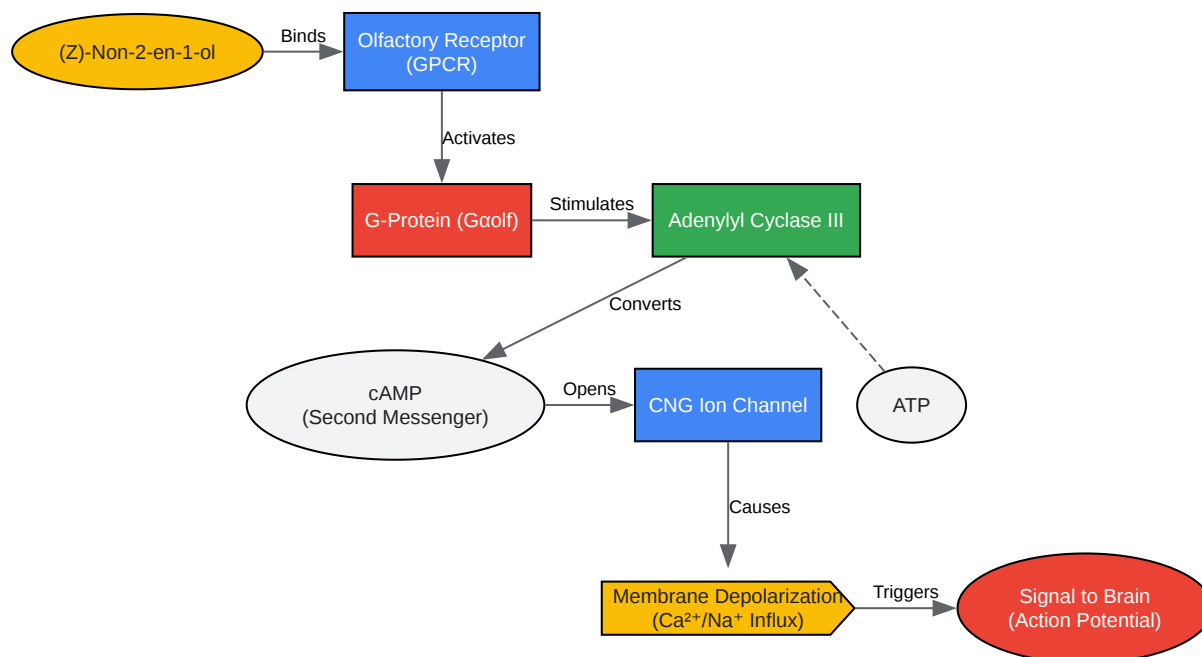 (Z)-Non-2-en-1-ol
Binds
Olfactory Receptor
(GPCR)
Activates
G-Protein (Gαolf)
Stimulates
Adenylyl Cyclase III
Converts
cAMP
(Second Messenger)
Opens
CNG Ion Channel
ATP
Causes
Membrane Depolarization
(Ca²⁺/Na⁺ Influx)
Triggers
Signal to Brain
(Action Potential)